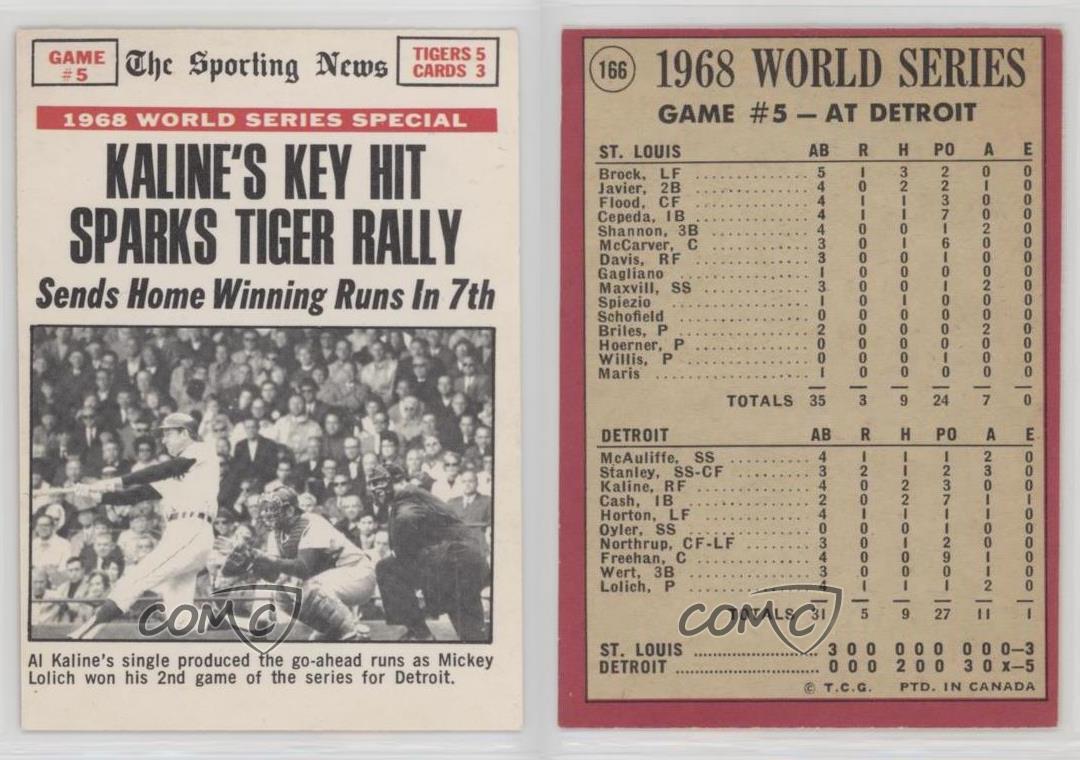 GAME #5
The Sporting News
TIGERS 5
CARDS 3
1968 WORLD SERIES SPECIAL
KALINE'S KEY HIT
SPARKS TIGER RALLY
Sends Home Winning Runs In 7th
COMC
Al Kaline's single produced the go-ahead runs as Mickey
Lolich won his 2nd game of the series for Detroit.
166 1968 WORLD SERIES
GAME #5 — AT DETROIT
ST. LOUIS AB R H PO A E
Brock, LF .............. 5 1 3 2 0 0
Javier, 2B .............. 4 0 2 2 1 0
Flood, CF .............. 4 1 1 3 0 0
Cepeda, 1B .............. 4 1 1 7 0 0
Shannon, 3B .............. 4 0 0 1 2 0
McCarver, C .............. 3 0 1 6 0 0
Davis, RF .............. 3 0 0 1 0 0
Gagliano .............. 1 0 0 0 0 0
Maxvill, SS .............. 3 0 0 1 2 0
Spiezio .............. 1 0 1 0 0 0
Schofield .............. 0 0 0 0 0 0
Briles, P .............. 2 0 0 0 2 0
Hoerner, P .............. 0 0 0 0 0 0
Willis, P .............. 0 0 0 1 0 0
Maris .............. 1 0 0 0 0 0
TOTALS 35 3 9 24 7 0
DETROIT AB R H PO A E
McAuliffe, SS .......... 4 1 1 1 2 0
Stanley, SS-CF .......... 3 2 1 2 3 0
Kaline, RF .............. 4 0 2 3 0 0
Cash, 1B .............. 2 0 2 7 1 1
Horton, LF .............. 4 1 1 1 0 0
Oyler, SS .............. 0 0 0 1 0 0
Northrup, CF-LF ........ 3 0 1 2 0 0
Freehan, C .............. 4 0 0 9 1 0
Wert, 3B .............. 3 0 0 0 1 0
Lolich, P .............. 4 1 1 1 2 0
TOTALS 31 5 9 27 11 1
COMC
ST. LOUIS .................... 3 0 0 0 0 0 0 0 0—3
DETROIT .................... 0 0 0 2 0 0 3 0 x—5
© T.C.G. PTD. IN CANADA